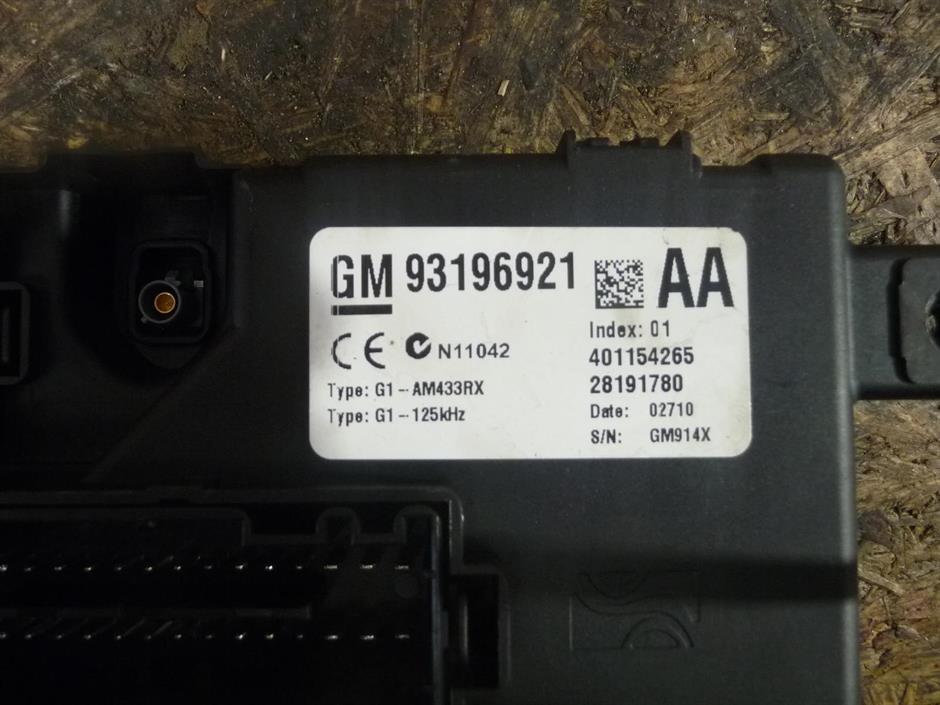 GM 93196921 AA
Index: 01
CE N11042
401154265
Type: G1-AM433RX
28191780
Type: G1-125kHz
Date: 02710
S/N: GM914X